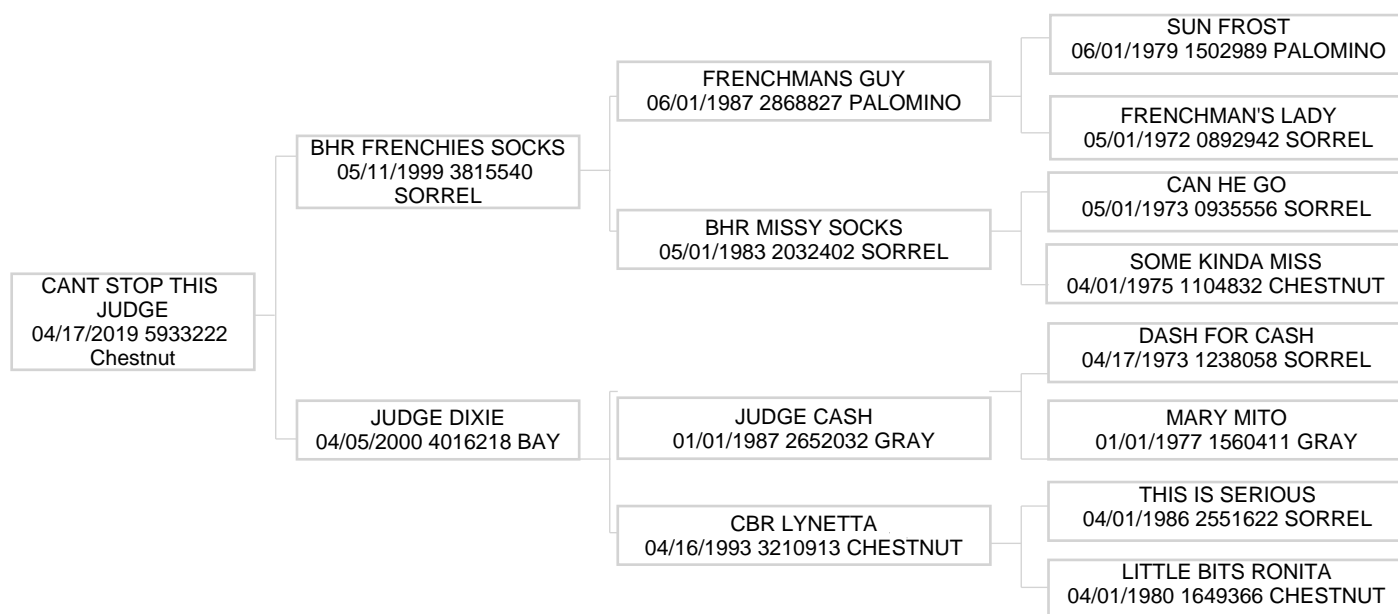 SUN FROST
06/01/1979 1502989 PALOMINO
FRENCHMANS GUY
06/01/1987 2868827 PALOMINO
FRENCHMAN'S LADY
05/01/1972 0892942 SORREL
BHR FRENCHIES SOCKS
05/11/1999 3815540
SORREL
CAN HE GO
05/01/1973 0935556 SORREL
BHR MISSY SOCKS
05/01/1983 2032402 SORREL
SOME KINDA MISS
04/01/1975 1104832 CHESTNUT
CANT STOP THIS
JUDGE
04/17/2019 5933222
Chestnut
DASH FOR CASH
04/17/1973 1238058 SORREL
JUDGE CASH
01/01/1987 2652032 GRAY
MARY MITO
01/01/1977 1560411 GRAY
JUDGE DIXIE
04/05/2000 4016218 BAY
THIS IS SERIOUS
04/01/1986 2551622 SORREL
CBR LYNETTA
04/16/1993 3210913 CHESTNUT
LITTLE BITS RONITA
04/01/1980 1649366 CHESTNUT